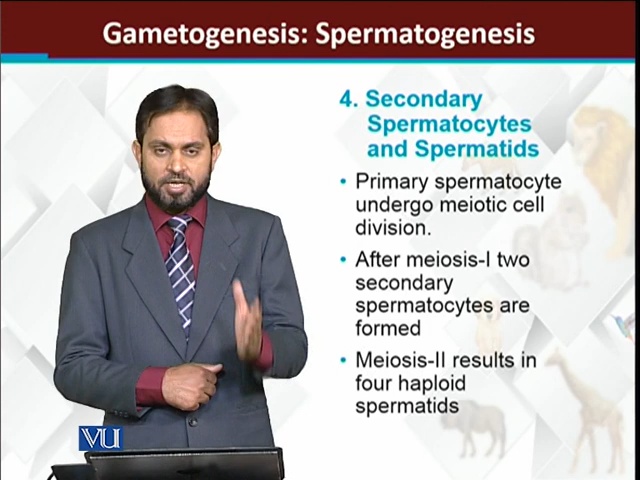 Gametogenesis: Spermatogenesis
4. Secondary
Spermatocytes
and Spermatids
• Primary spermatocyte
undergo meiotic cell
division.
• After meiosis-I two
secondary
spermatocytes are
formed
• Meiosis-II results in
four haploid
spermatids
VU